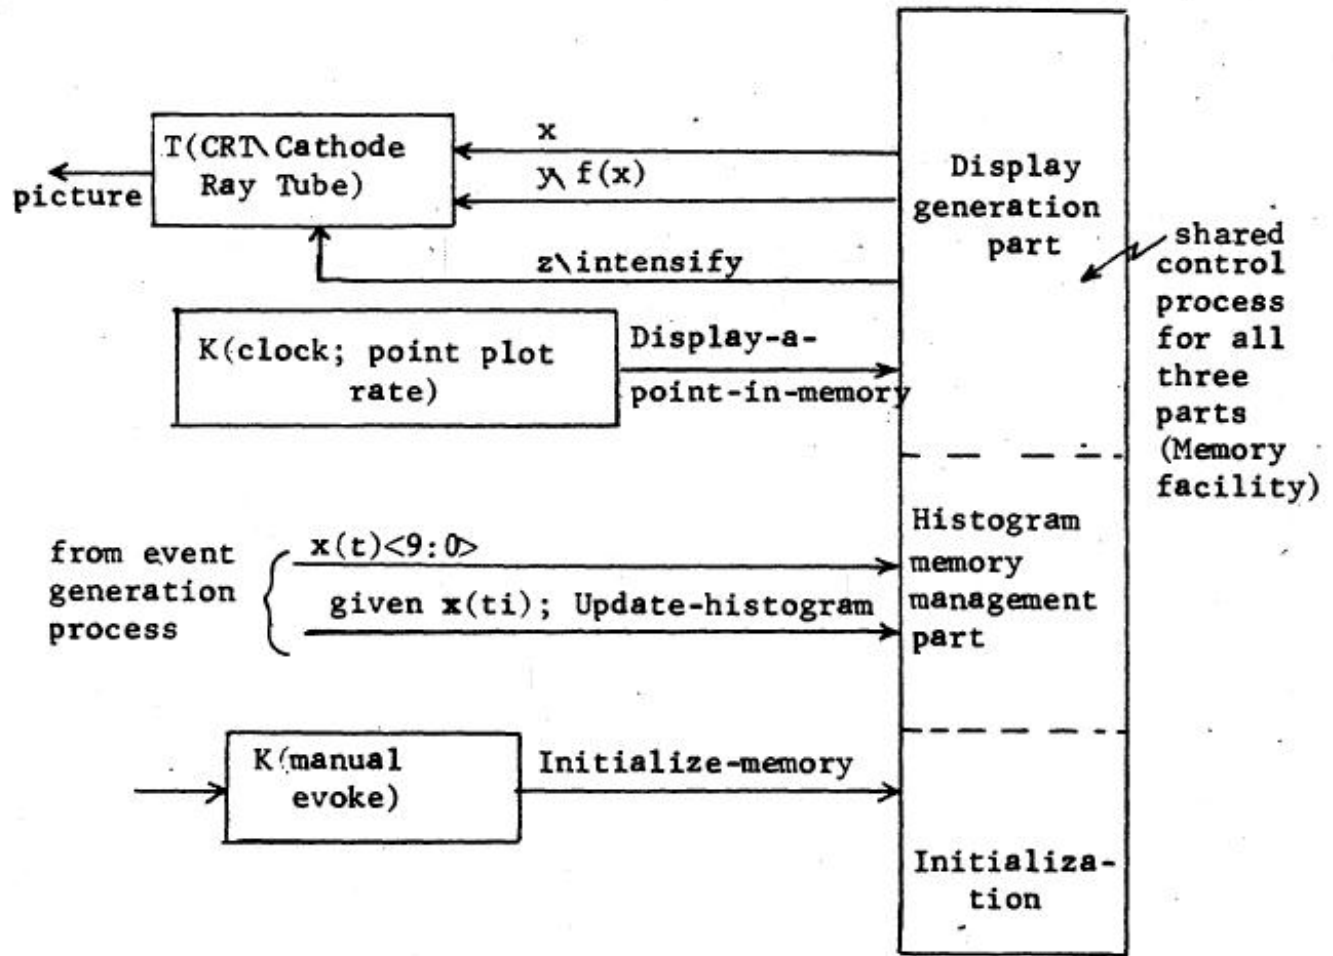 T(CRT\Cathode
Ray Tube)
picture
x
y\ f(x)
z\intensify
Display
generation
part
shared
control
process
for all
three
parts
(Memory
facility)
K(clock; point plot
rate)
Display-a-
point-in-memory
from event
generation
process
x(t)<9:0>
given x(ti); Update-histogram
Histogram
memory
management
part
K(manual
evoke)
Initialize-memory
Initializa-
tion